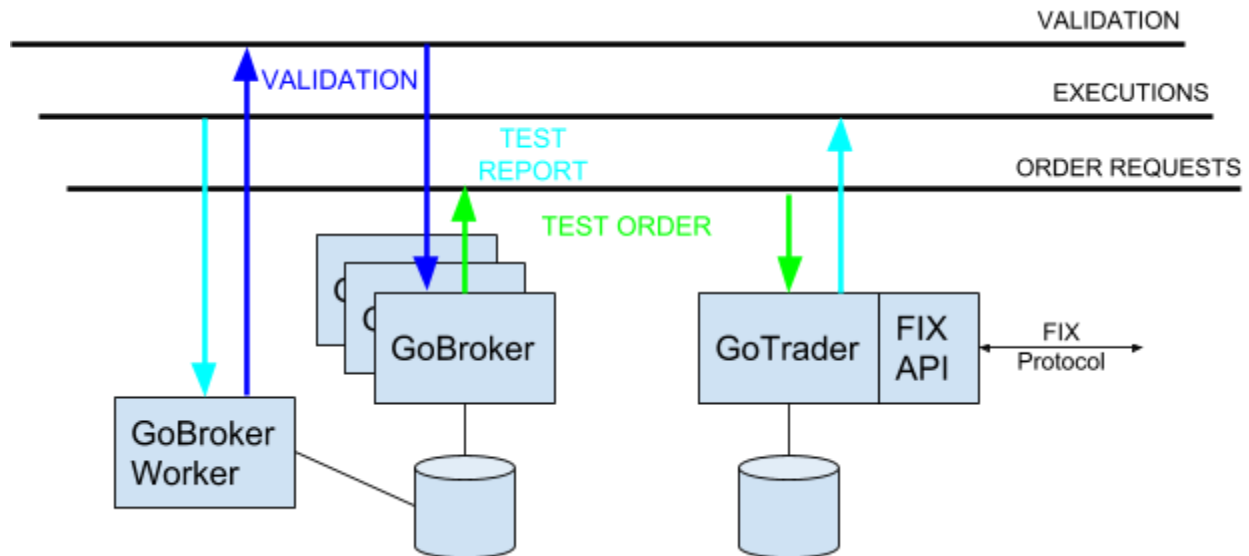 VALIDATION
VALIDATION
EXECUTIONS
TEST
REPORT
ORDER REQUESTS
TEST ORDER
G
G
GoBroker
GoTrader
FIX
API
FIX
Protocol
GoBroker
Worker